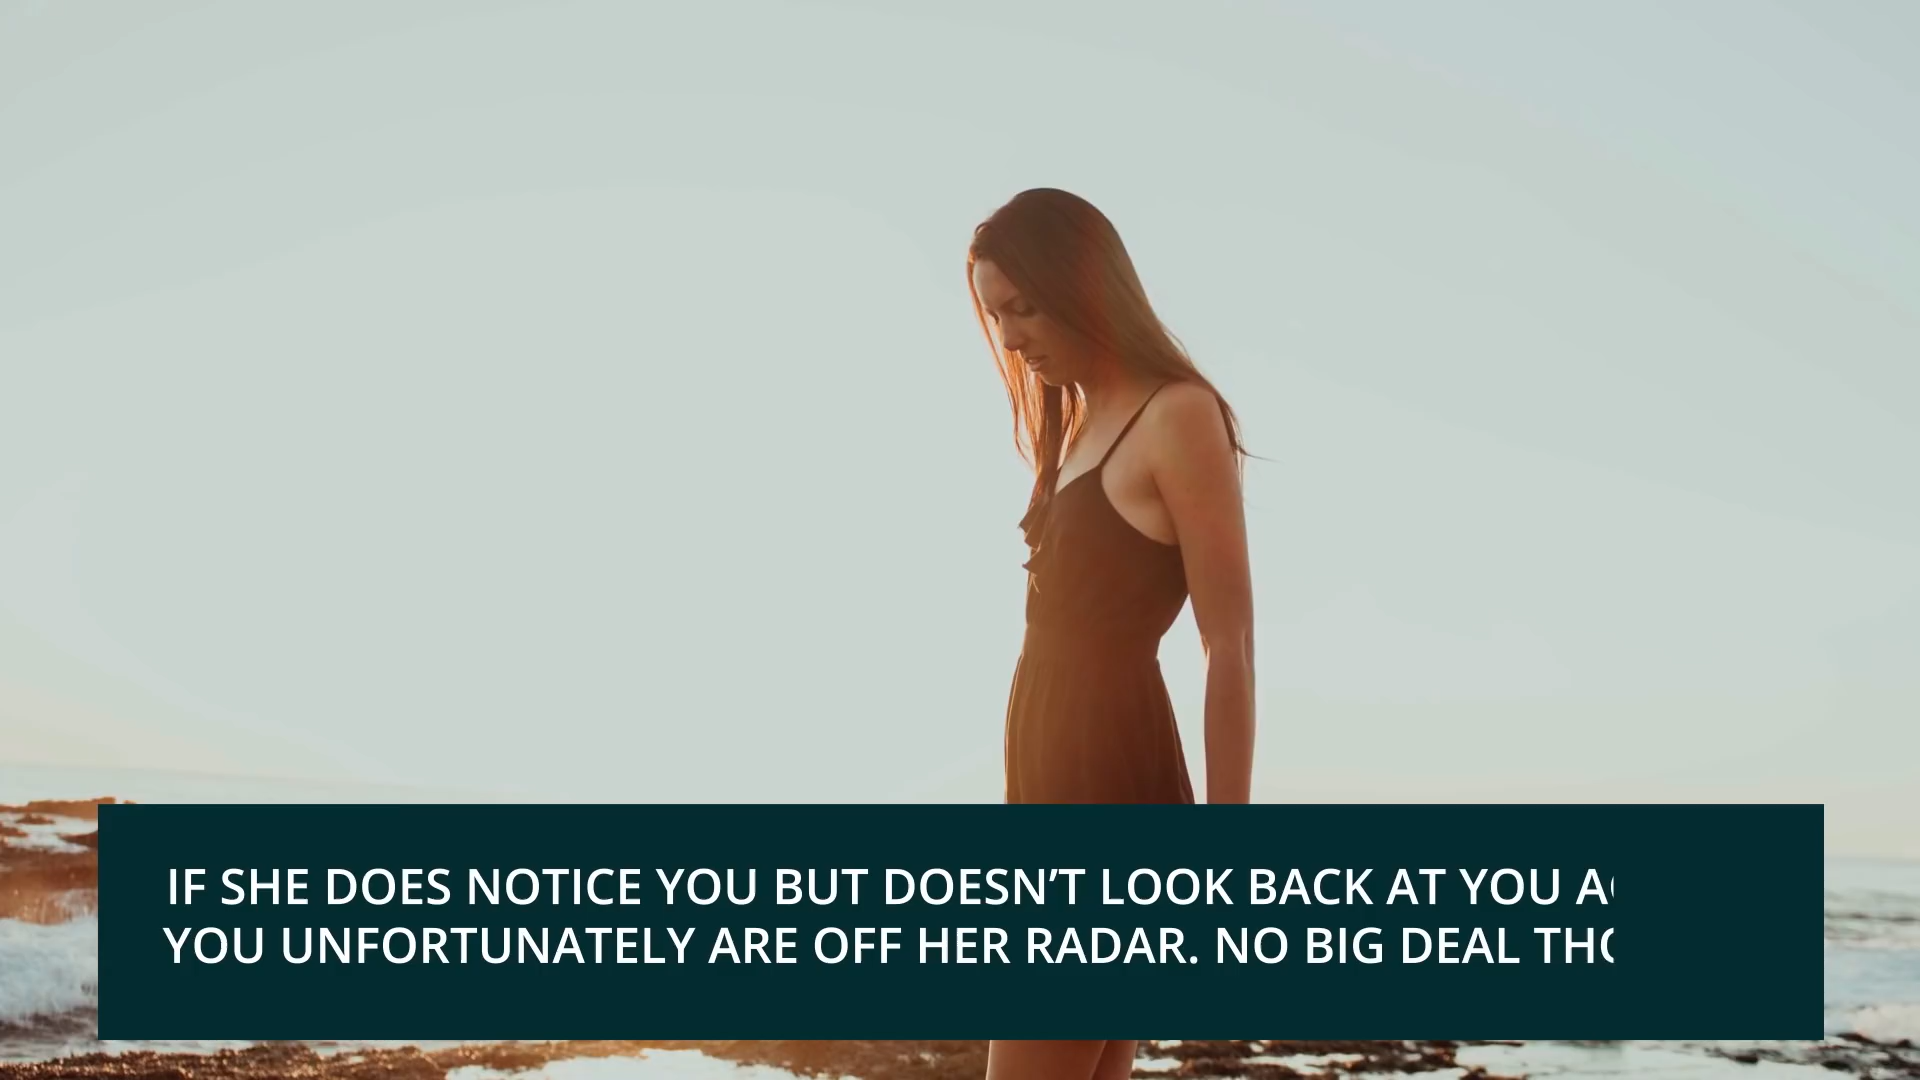 IF SHE DOES NOTICE YOU BUT DOESN’T LOOK BACK AT YOU
YOU UNFORTUNATELY ARE OFF HER RADAR. NO BIG DEAL